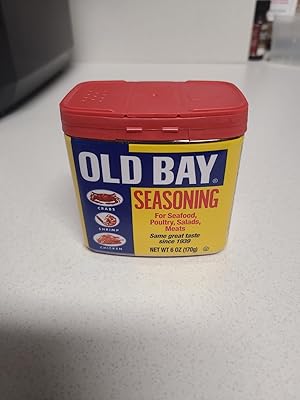 OLD BAY®
SEASONING
For Seafood,
Poultry, Salads,
Meats
Same great taste
since 1939
NET WT 6 OZ (170g)
CRABS
SHRIMP
CHICKEN